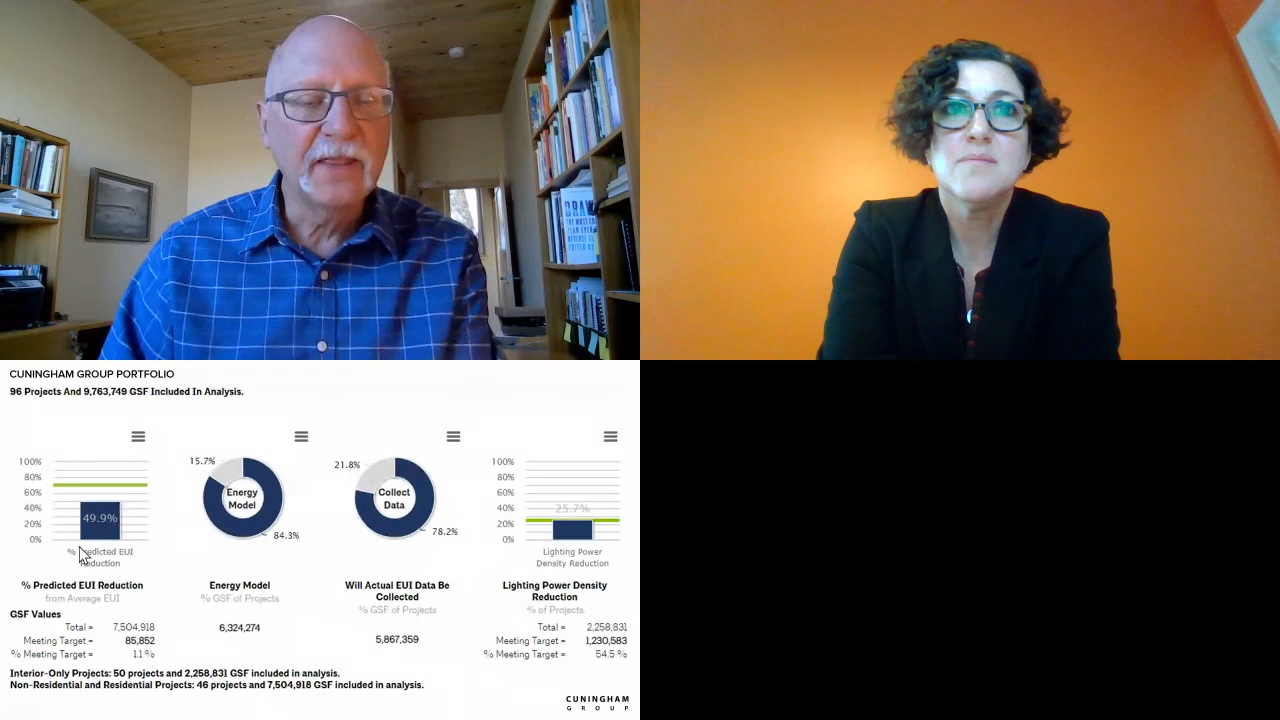 DRAW
CUNINGHAM GROUP PORTFOLIO
96 Projects And 9,763,749 GSF Included In Analysis.
100%
80%
60%
40%
20%
0%
49.9%
% Predicted EUI
Reduction
15.7%
Energy
Model
84.3%
21.8%
Collect
Data
78.2%
100%
80%
60%
40%
20%
0%
25.7%
Lighting Power
Density Reduction
% Predicted EUI Reduction
from Average EUI
Energy Model
% GSF of Projects
Will Actual EUI Data Be
Collected
% GSF of Projects
Lighting Power Density
Reduction
% of Projects
GSF Values
Total = 7,504,918
Meeting Target = 85,852
% Meeting Target = 1.1 %
6,324,274
5,867,359
Total = 2,258,831
Meeting Target = 1,230,583
% Meeting Target = 54.5 %
Interior-Only Projects: 50 projects and 2,258,831 GSF included in analysis.
Non-Residential and Residential Projects: 46 projects and 7,504,918 GSF included in analysis.
CUNINGHAM
GROUP